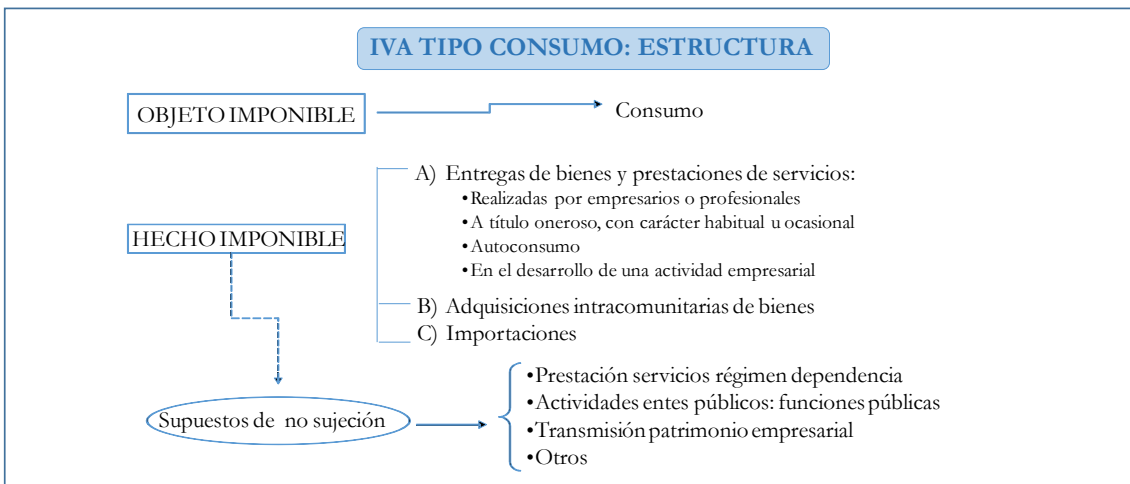 IVA TIPO CONSUMO: ESTRUCTURA
OBJETO IMPONIBLE
Consumo
A) Entregas de bienes y prestaciones de servicios:
•Realizadas por empresarios o profesionales
•A título oneroso, con carácter habitual u ocasional
•Autoconsumo
•En el desarrollo de una actividad empresarial
HECHO IMPONIBLE
B) Adquisiciones intracomunitarias de bienes
C) Importaciones
Supuestos de no sujeción
•Prestación servicios régimen dependencia
•Actividades entes públicos: funciones públicas
•Transmisión patrimonio empresarial
•Otros